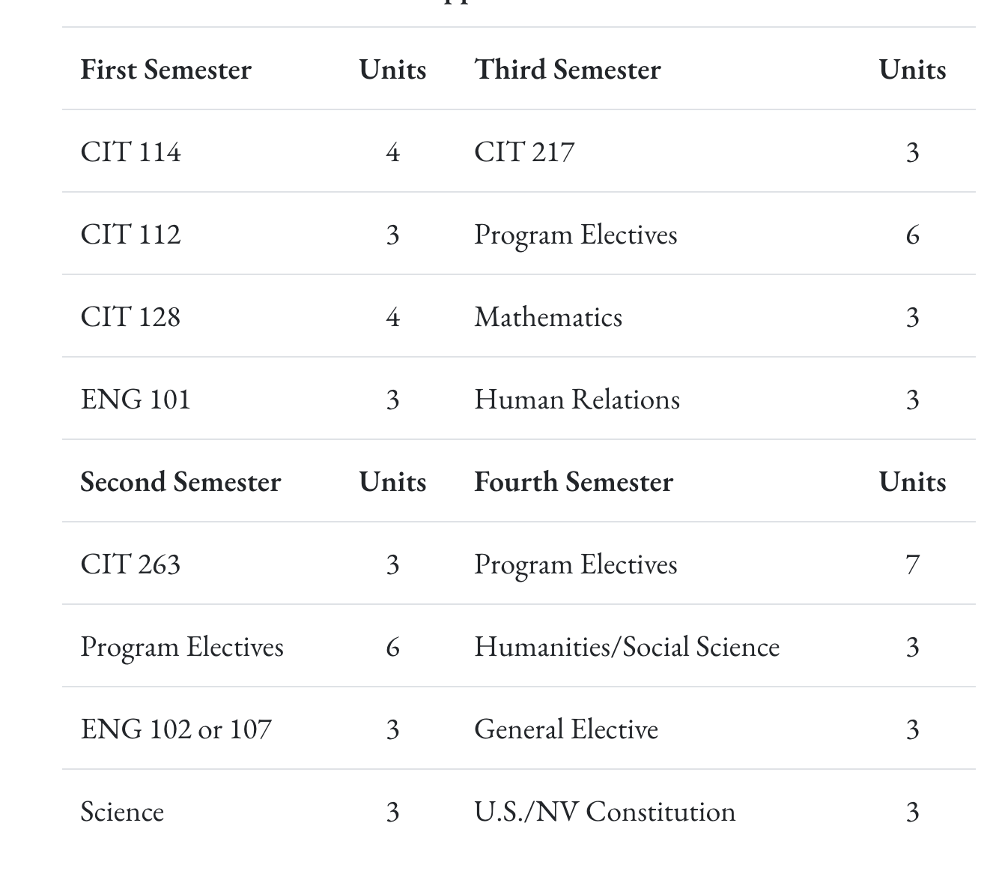 First Semester Units Third Semester Units
CIT 114 4 CIT 217 3
CIT 112 3 Program Electives 6
CIT 128 4 Mathematics 3
ENG 101 3 Human Relations 3
Second Semester Units Fourth Semester Units
CIT 263 3 Program Electives 7
Program Electives 6 Humanities/Social Science 3
ENG 102 or 107 3 General Elective 3
Science 3 U.S./NV Constitution 3